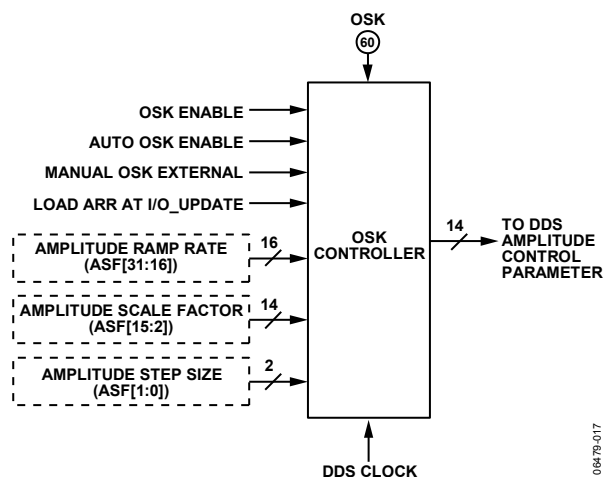 OSK
60
OSK ENABLE
AUTO OSK ENABLE
MANUAL OSK EXTERNAL
LOAD ARR AT I/O_UPDATE
AMPLITUDE RAMP RATE
(ASF[31:16])
16
AMPLITUDE SCALE FACTOR
(ASF[15:2])
14
AMPLITUDE STEP SIZE
(ASF[1:0])
2
OSK
CONTROLLER
14
TO DDS
AMPLITUDE
CONTROL
PARAMETER
DDS CLOCK
06479-017